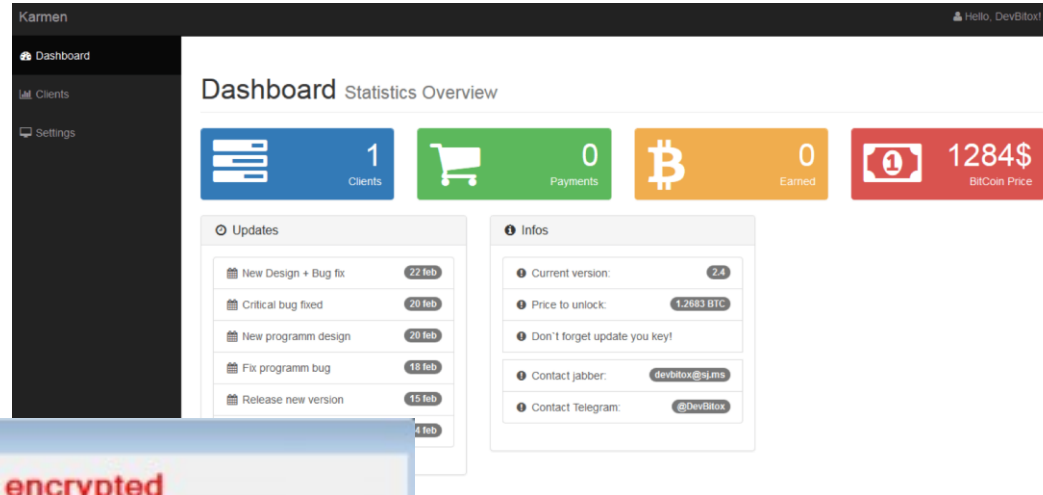 Karmen
Hello, DevBitox!
Dashboard
Clients
Settings
Dashboard Statistics Overview
1
Clients
0
Payments
0
Earned
1284$
BitCoin Price
Updates
New Design + Bug fix 22 feb
Critical bug fixed 20 feb
New programm design 20 feb
Fix programm bug 18 feb
Release new version 15 feb
4 feb
Infos
Current version: 2.4
Price to unlock: 1.2683 BTC
Don`t forget update you key!
Contact jabber: devbitox@sj.ms
Contact Telegram: @DevBitox
encrypted